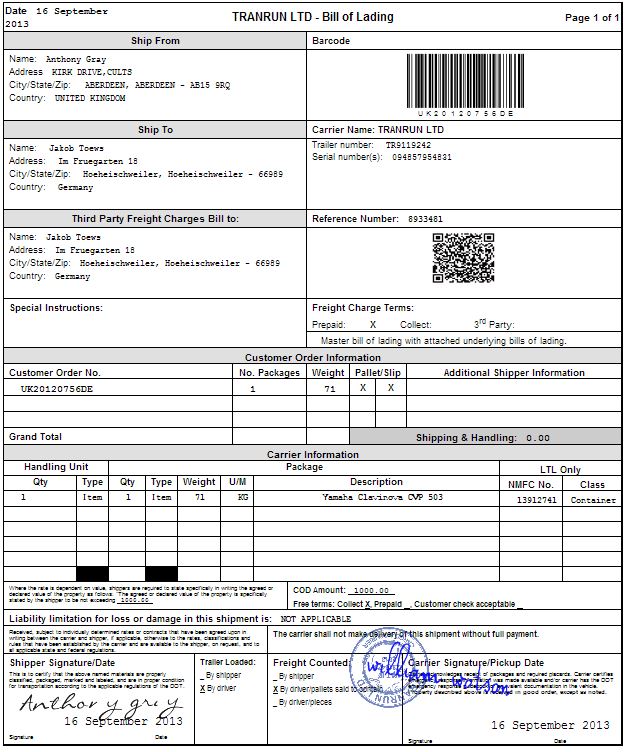 Date 16 September
2013
TRANRUN LTD - Bill of Lading
Page 1 of 1
Ship From
Barcode
Name: Anthony Gray
Address KIRK DRIVE,CULTS
City/State/Zip: ABERDEEN, ABERDEEN - AB15 9RQ
Country: UNITED KINGDOM
UK20120756DE
Ship To
Carrier Name: TRANRUN LTD
Name: Jakob Toews
Address: Im Fruegarten 18
City/State/Zip: Hoeheischweiler, Hoeheischweiler - 66989
Country: Germany
Trailer number: TR9119242
Serial number(s): 094857954831
Third Party Freight Charges Bill to:
Reference Number: 8933481
Name: Jakob Toews
Address: Im Fruegarten 18
City/State/Zip: Hoeheischweiler, Hoeheischweiler - 66989
Country: Germany
Special Instructions:
Freight Charge Terms:
Prepaid: X Collect: 3rd Party:
Master bill of lading with attached underlying bills of lading.
Customer Order Information
Customer Order No. No. Packages Weight Pallet/Slip Additional Shipper Information
UK20120756DE 1 71 X X
Grand Total Shipping & Handling: 0.00
Carrier Information
Handling Unit Package LTL Only
Qty Type Qty Type Weight U/M Description NMFC No. Class
1 Item 1 Item 71 KG Yamaha Clavinova CVP 503 13912741 Container
Where the rate is dependent on value, shippers are required to state specifically in writing the agreed or
declared value of the property as follows: "The agreed or declared value of the property is specifically
stated by the shipper to be not exceeding 1000.00
COD Amount: 1000.00
Free terms: Collect X, Prepaid _, Customer check acceptable _
Liability limitation for loss or damage in this shipment is: NOT APPLICABLE
Received, subject to individually determined rates or contracts that have been agreed upon in
writing between the carrier and shipper, if applicable, otherwise to the rates, classifications and
rules that have been established by the carrier and are available to the shipper, on request, and to
all applicable state and federal regulations.
The carrier shall not make delivery of this shipment without full payment.
Shipper Signature/Date
This is to certify that the above named materials are properly
classified, packaged, marked and labeled, and are in proper condition
for transportation according to the applicable regulations of the DOT.
Anthony gray
16 September 2013
Signature Date
Trailer Loaded:
_ By shipper
X By driver
Freight Counted:
_ By Shipper
X By driver/pallets said to contain
_ By driver/pieces
Carrier Signature/Pickup Date
Carrier acknowledges receipt of packages and required placards. Carrier certifies
emergency response information was made available and/or carrier has the DOT
emergency response guidebook or equivalent documentation in the vehicle.
Property described above is received in good order, except as noted.
william watson
16 September 2013
Signature Date